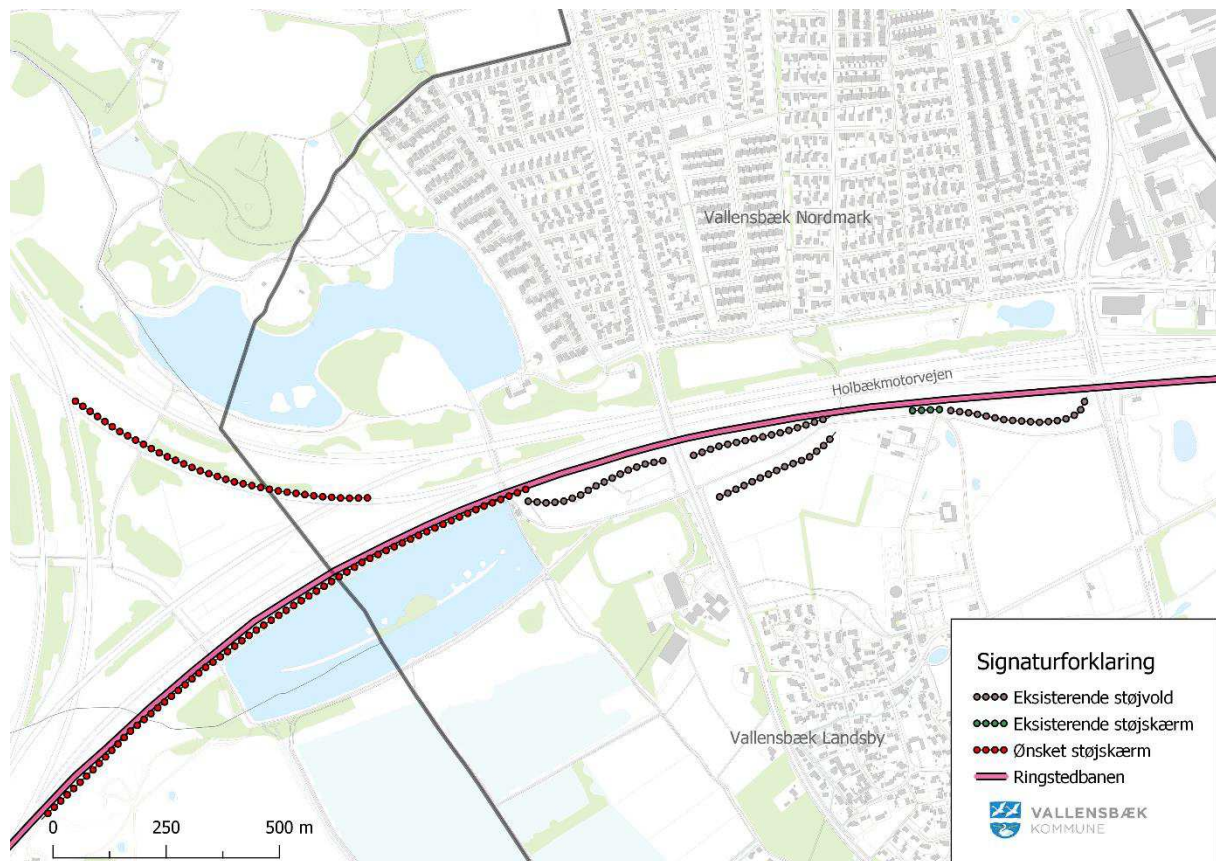 Vallensbæk Nordmark
Holbækmotorvejen
Vallensbæk Landsby
Signaturforklaring
Eksisterende støjvold
Eksisterende støjskærm
Ønsket støjskærm
Ringstedbanen
VALLENSBÆK
KOMMUNE
0 250 500 m